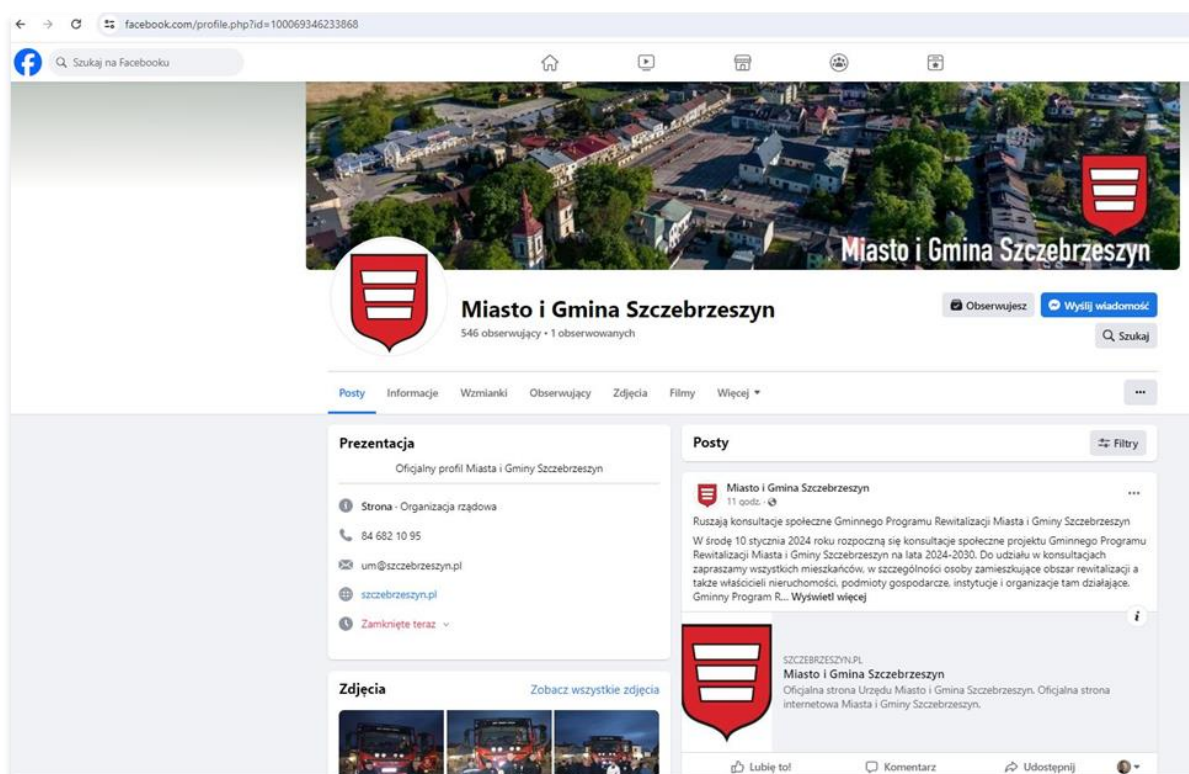 facebook.com/profile.php?id=100069346233868
Szukaj na Facebooku
Miasto i Gmina Szczebrzeszyn
Miasto i Gmina Szczebrzeszyn
546 obserwujący • 1 obserwowanych
Obserwujesz
Wyślij wiadomość
Szukaj
Posty Informacje Wzmianki Obserwujący Zdjęcia Filmy Więcej
Prezentacja
Oficjalny profil Miasta i Gminy Szczebrzeszyn
Strona · Organizacja rządowa
84 682 10 95
um@szczebrzeszyn.pl
szczebrzeszyn.pl
Zamknięte teraz
Zdjęcia
Zobacz wszystkie zdjęcia
Posty
Filtry
Miasto i Gmina Szczebrzeszyn
11 godz. ·
Ruszają konsultacje społeczne Gminnego Programu Rewitalizacji Miasta i Gminy Szczebrzeszyn
W środę 10 stycznia 2024 roku rozpoczną się konsultacje społeczne projektu Gminnego Programu
Rewitalizacji Miasta i Gminy Szczebrzeszyn na lata 2024-2030. Do udziału w konsultacjach
zapraszamy wszystkich mieszkańców, w szczególności osoby zamieszkujące obszar rewitalizacji a
także właścicieli nieruchomości, podmioty gospodarcze, instytucje i organizacje tam działające.
Gminny Program R... Wyświetl więcej
SZCZEBRZESZYN.PL
Miasto i Gmina Szczebrzeszyn
Oficjalna strona Urzędu Miasto i Gmina Szczebrzeszyn. Oficjalna strona
internetowa Miasta i Gminy Szczebrzeszyn.
Lubię to! Komentarz Udostępnij